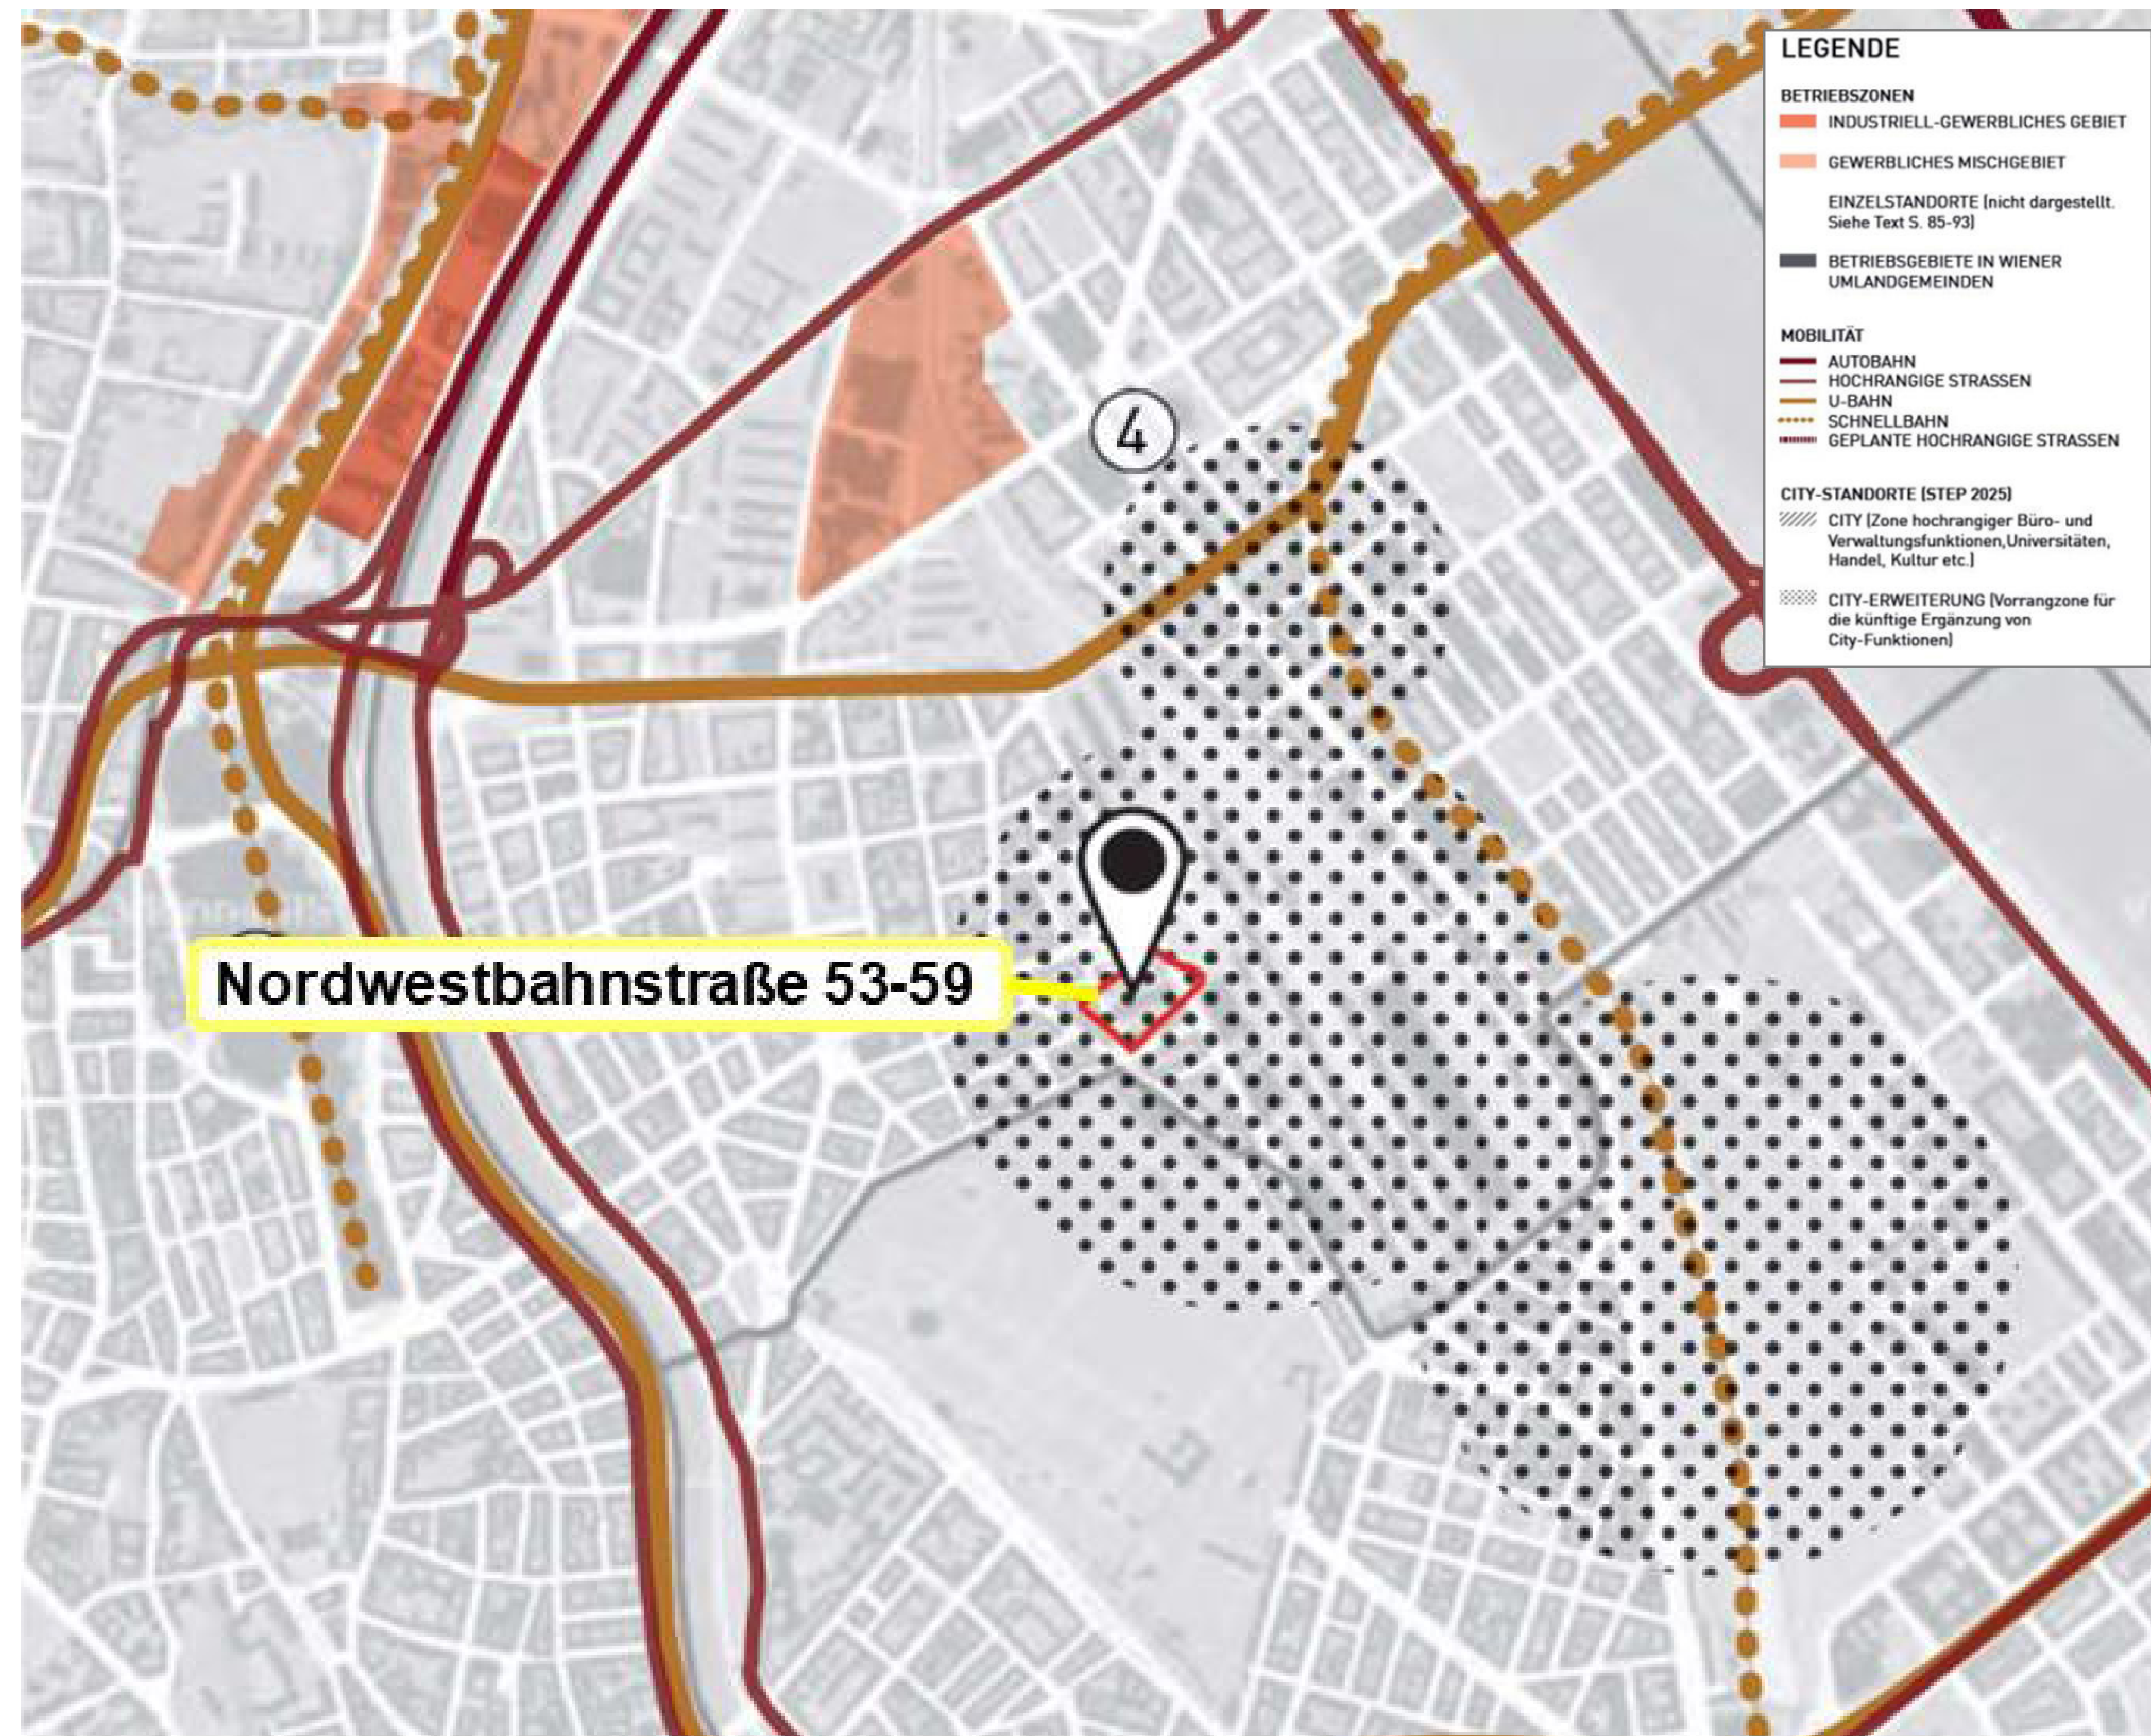 LEGENDE
BETRIEBSZONEN
INDUSTRIELL-GEWERBLICHES GEBIET
GEWERBLICHES MISCHGEBIET
EINZELSTANDORTE (nicht dargestellt.
Siehe Text S. 85-93)
BETRIEBSGEBIETE IN WIENER
UMLANDGEMEINDEN
MOBILITÄT
AUTOBAHN
HOCHRANGIGE STRASSEN
U-BAHN
SCHNELLBAHN
GEPLANTE HOCHRANGIGE STRASSEN
CITY-STANDORTE (STEP 2025)
CITY (Zone hochrangiger Büro- und
Verwaltungsfunktionen,Universitäten,
Handel, Kultur etc.)
CITY-ERWEITERUNG (Vorrangzone für
die künftige Ergänzung von
City-Funktionen)
4
Nordwestbahnstraße 53-59